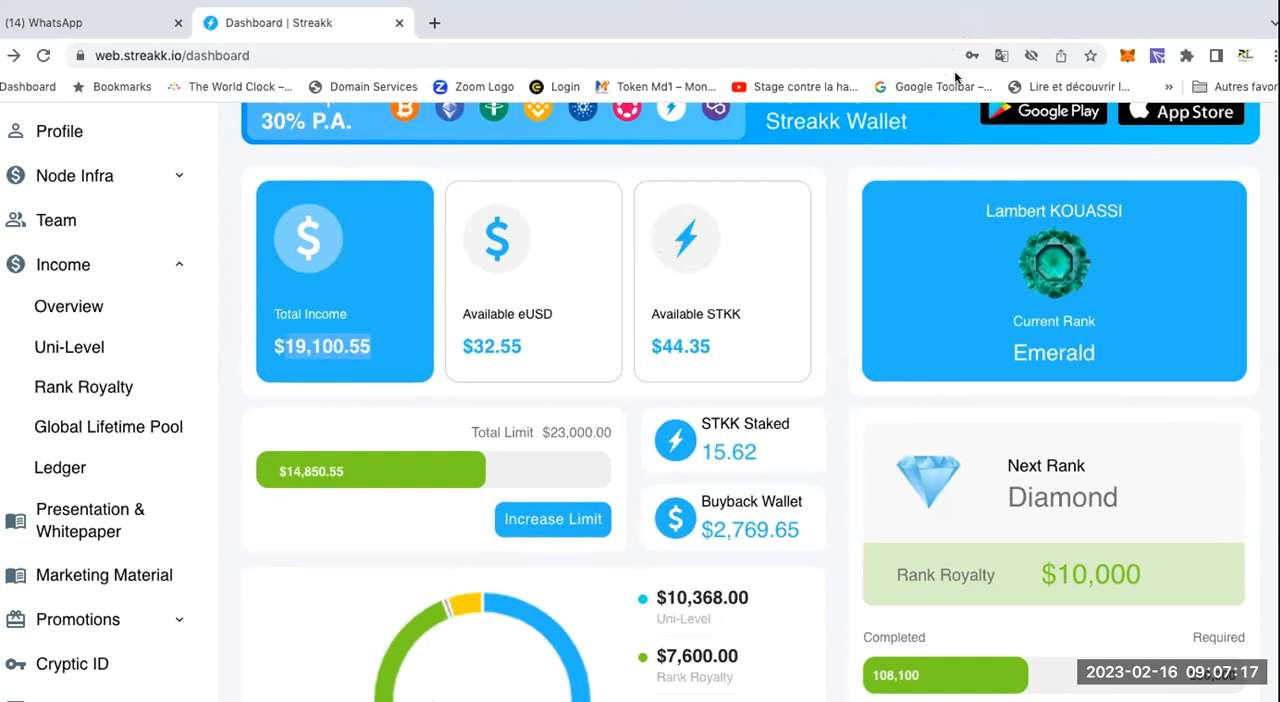 (14) WhatsApp
Dashboard | Streakk
web.streakk.io/dashboard
Dashboard
Bookmarks
The World Clock –...
Domain Services
Zoom Logo
Login
Token Md1 – Mon...
Stage contre la ha...
Google Toolbar –...
Lire et découvrir l...
Autres favor
30% P.A.
Streakk Wallet
Google Play
App Store
Profile
Node Infra
Team
Income
Overview
Uni-Level
Rank Royalty
Global Lifetime Pool
Ledger
Presentation &
Whitepaper
Marketing Material
Promotions
Cryptic ID
Total Income
$19,100.55
Available eUSD
$32.55
Available STKK
$44.35
Lambert KOUASSI
Current Rank
Emerald
Total Limit $23,000.00
$14,850.55
Increase Limit
STKK Staked
15.62
Buyback Wallet
$2,769.65
Next Rank
Diamond
Rank Royalty $10,000
$10,368.00
Uni-Level
$7,600.00
Rank Royalty
Completed Required
108,100
2023-02-16 09:07:17